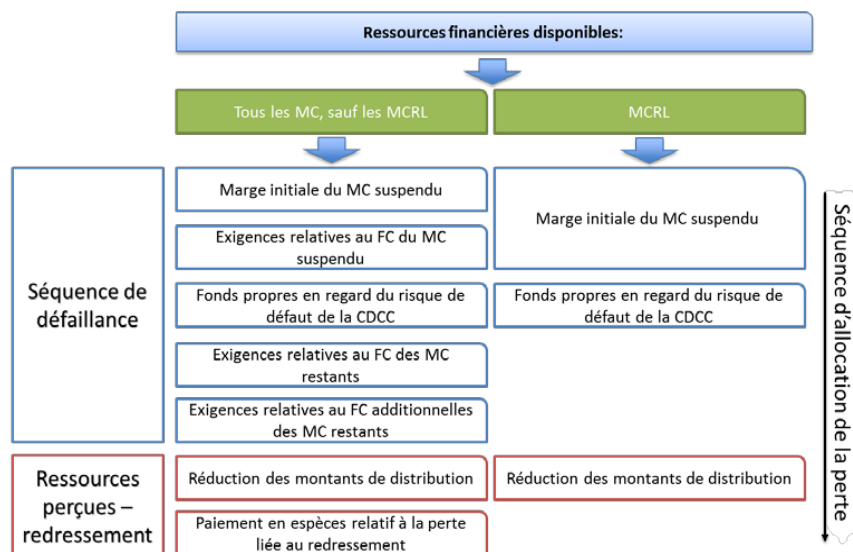 Ressources financières disponibles:
Tous les MC, sauf les MCRL
MCRL
Séquence de
défaillance
Marge initiale du MC suspendu
Exigences relatives au FC du MC
suspendu
Marge initiale du MC suspendu
Fonds propres en regard du risque de
défaut de la CDCC
Fonds propres en regard du risque de
défaut de la CDCC
Exigences relatives au FC des MC
restants
Exigences relatives au FC additionnelles
des MC restants
Ressources
perçues –
redressement
Réduction des montants de distribution
Réduction des montants de distribution
Paiement en espèces relatif à la perte
liée au redressement
Séquence d'allocation de la perte